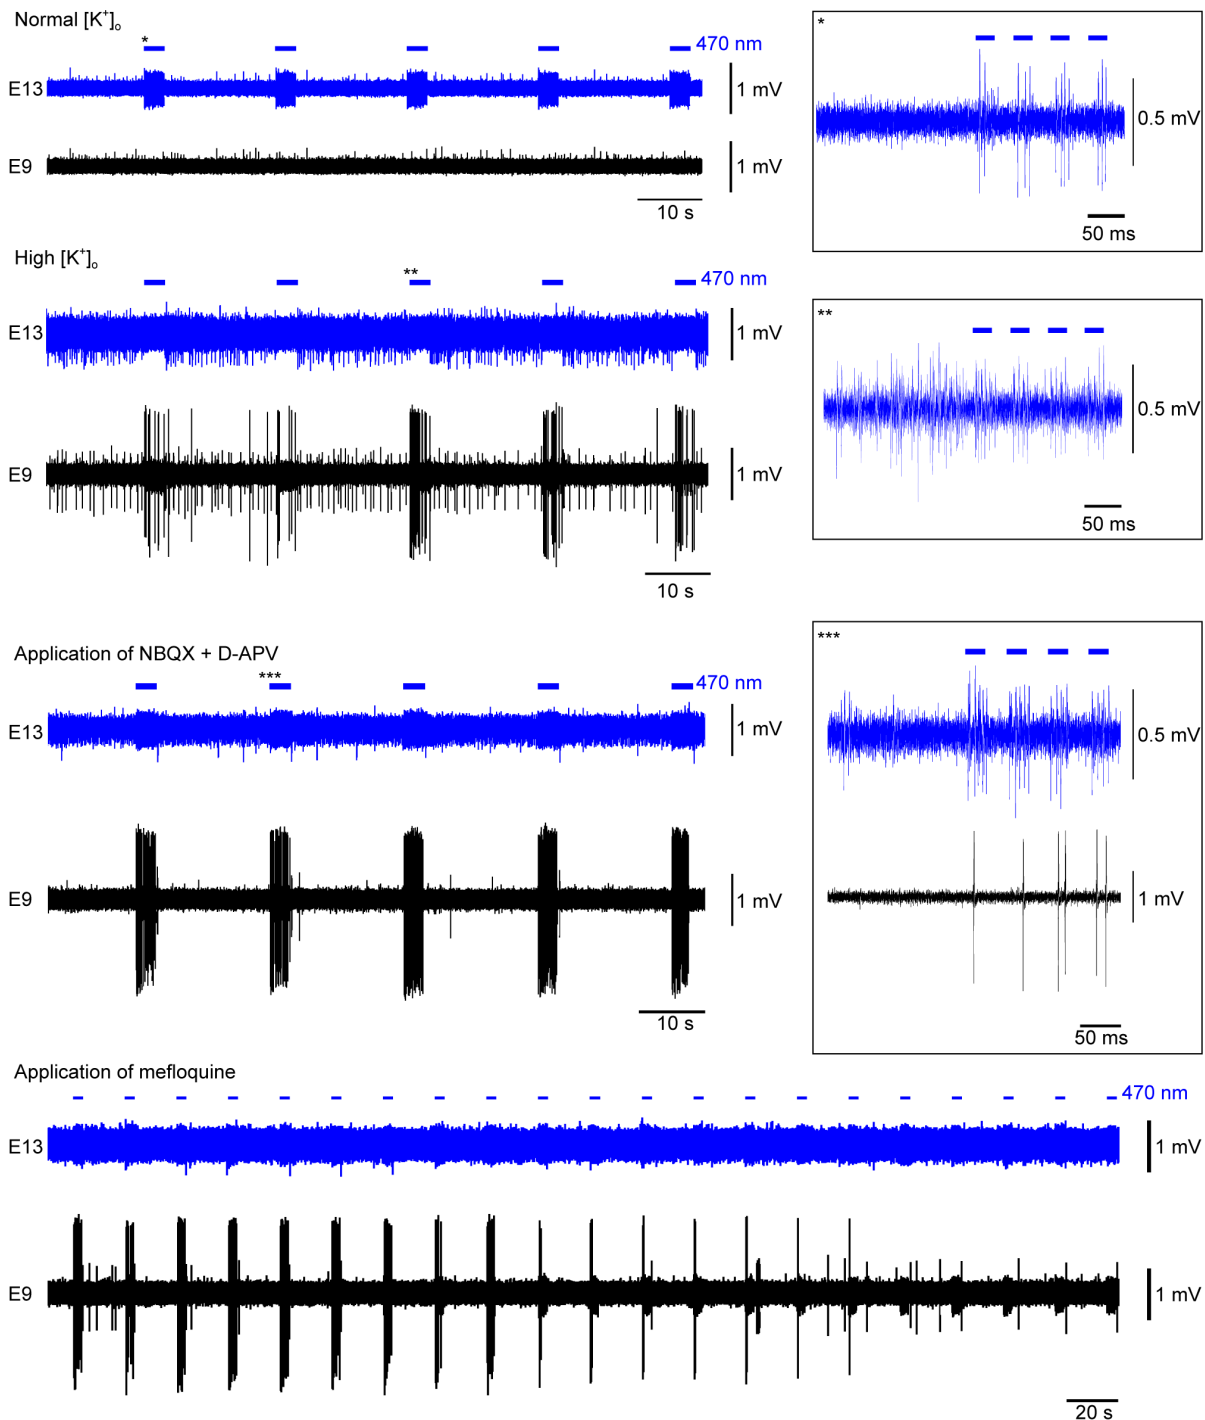 Normal [K⁺]ₒ
*
470 nm
E13
1 mV
E9
1 mV
10 s
*
0.5 mV
50 ms
High [K⁺]ₒ
**
470 nm
E13
1 mV
E9
1 mV
10 s
**
0.5 mV
50 ms
Application of NBQX + D-APV
***
470 nm
E13
1 mV
E9
1 mV
10 s
***
0.5 mV
1 mV
50 ms
Application of mefloquine
470 nm
E13
1 mV
E9
1 mV
20 s